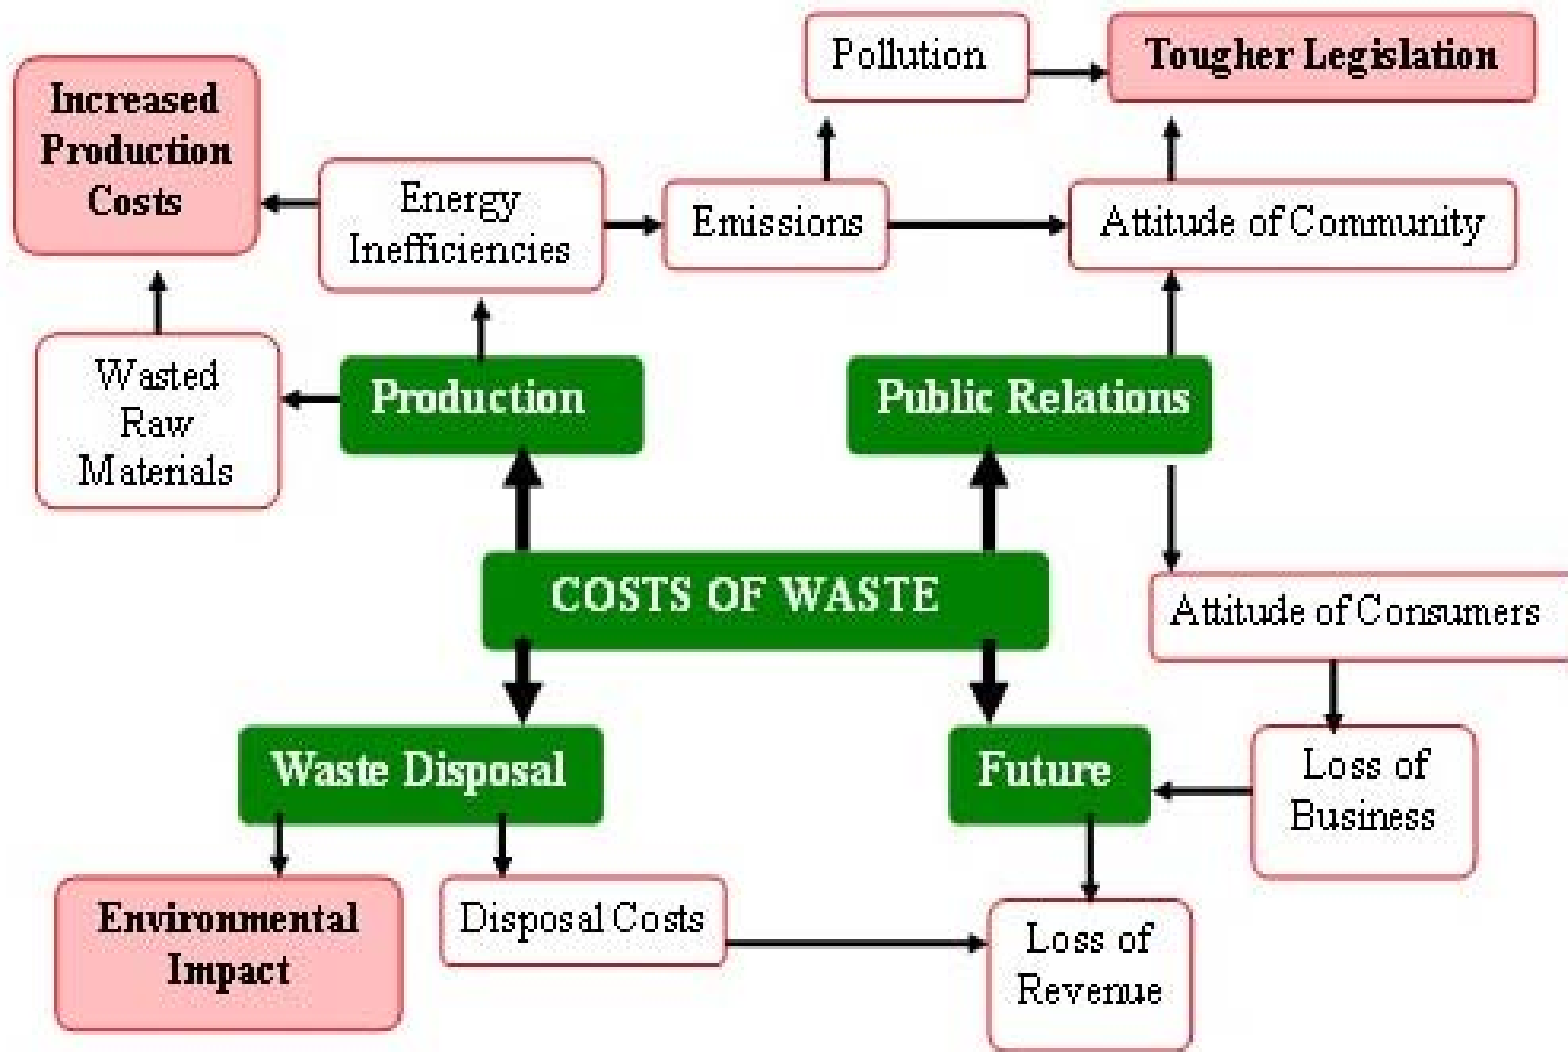 Pollution
Tougher Legislation
Increased
Production
Costs
Energy
Inefficiencies
Emissions
Attitude of Community
Wasted
Raw
Materials
Production
Public Relations
COSTS OF WASTE
Attitude of Consumers
Waste Disposal
Future
Loss of
Business
Environmental
Impact
Disposal Costs
Loss of
Revenue